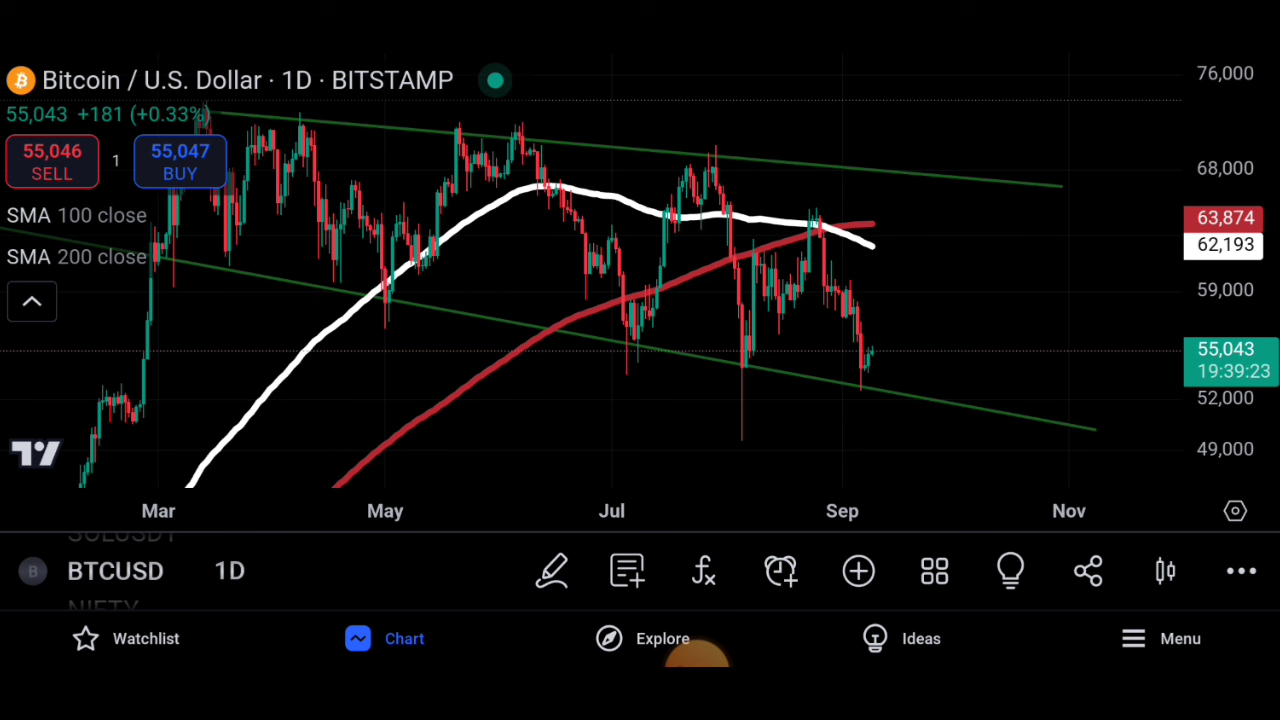 Bitcoin / U.S. Dollar · 1D · BITSTAMP
55,043 +181 (+0.33%)
55,046
SELL
1
55,047
BUY
SMA 100 close
SMA 200 close
76,000
68,000
63,874
62,193
59,000
55,043
19:39:23
52,000
49,000
Mar
May
Jul
Sep
Nov
SOLUSDT
B
BTCUSD
1D
NIFTY
Watchlist
Chart
Explore
Ideas
Menu